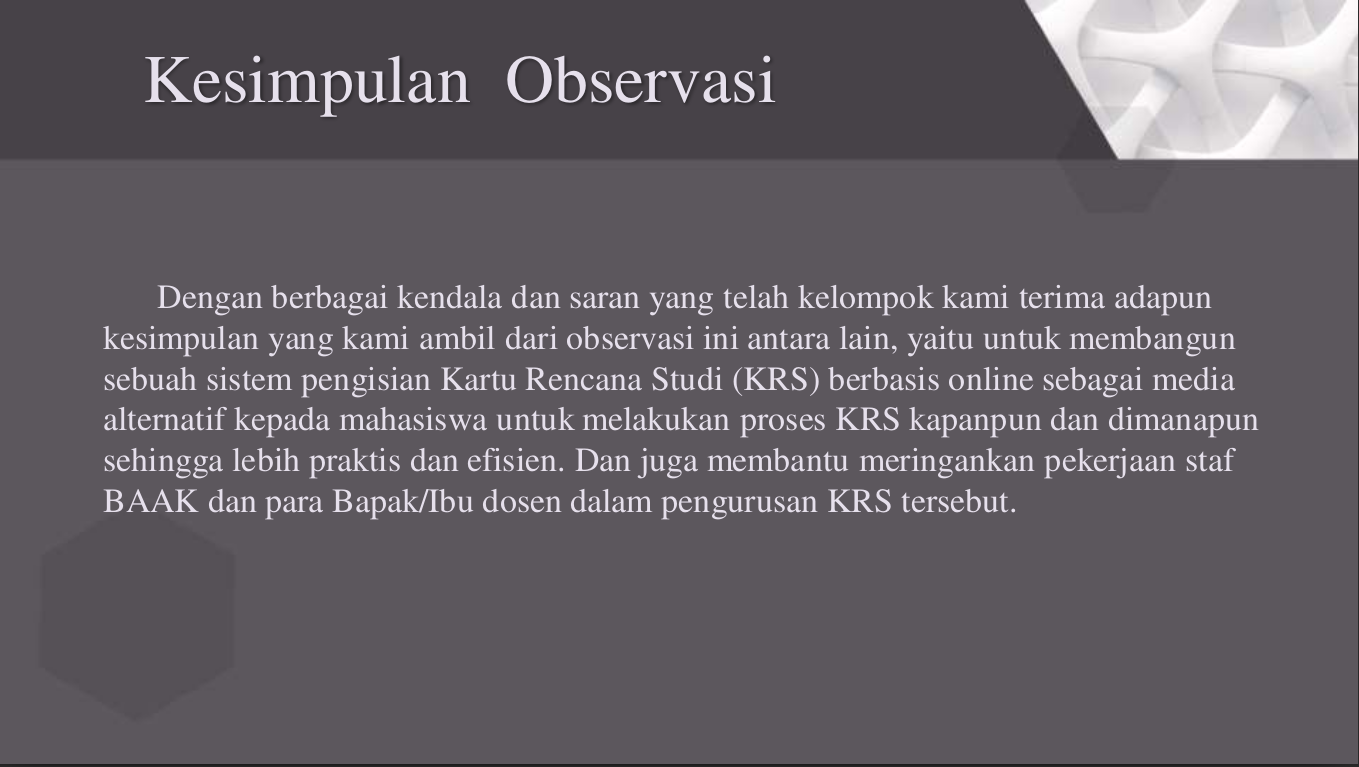 Kesimpulan Observasi
Dengan berbagai kendala dan saran yang telah kelompok kami terima adapun
kesimpulan yang kami ambil dari observasi ini antara lain, yaitu untuk membangun
sebuah sistem pengisian Kartu Rencana Studi (KRS) berbasis online sebagai media
alternatif kepada mahasiswa untuk melakukan proses KRS kapanpun dan dimanapun
sehingga lebih praktis dan efisien. Dan juga membantu meringankan pekerjaan staf
BAAK dan para Bapak/Ibu dosen dalam pengurusan KRS tersebut.